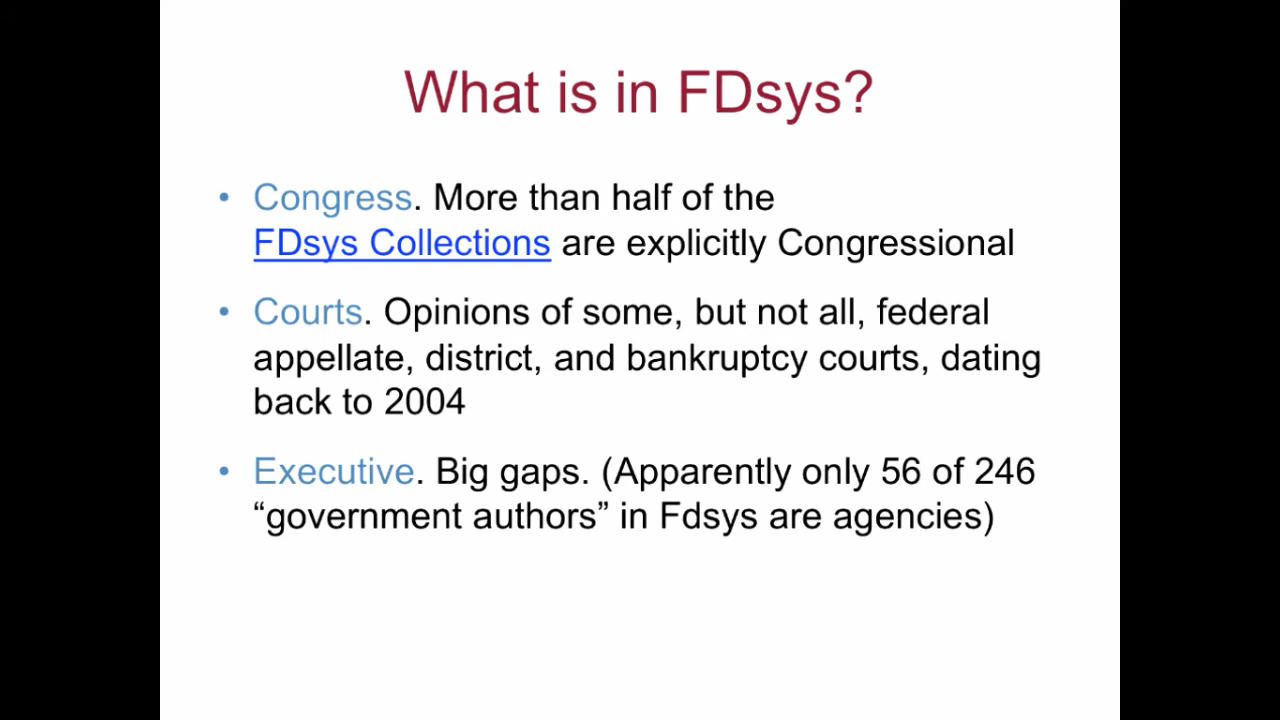 What is in FDsys?
• Congress. More than half of the
FDsys Collections are explicitly Congressional
• Courts. Opinions of some, but not all, federal
appellate, district, and bankruptcy courts, dating
back to 2004
• Executive. Big gaps. (Apparently only 56 of 246
“government authors” in Fdsys are agencies)